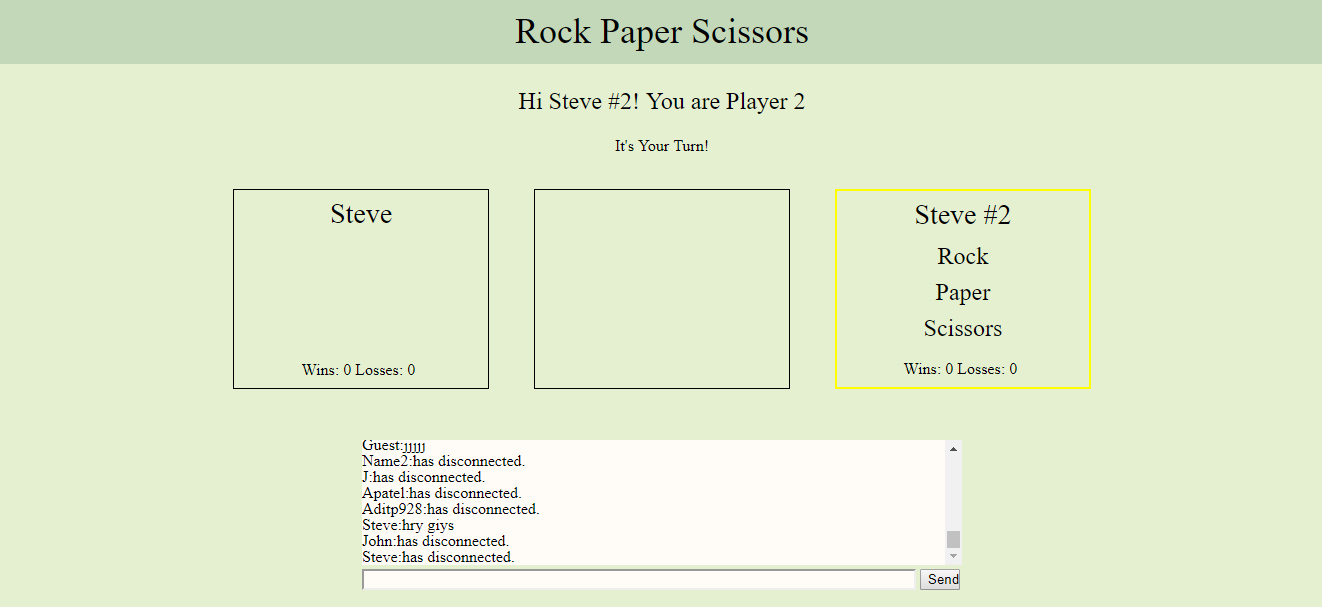 Rock Paper Scissors
Hi Steve #2! You are Player 2
It's Your Turn!
Steve
Wins: 0 Losses: 0
Steve #2
Rock
Paper
Scissors
Wins: 0 Losses: 0
Guest:jjjjj
Name2:has disconnected.
J:has disconnected.
Apatel:has disconnected.
Aditp928:has disconnected.
Steve:hry giys
John:has disconnected.
Steve:has disconnected.
Send